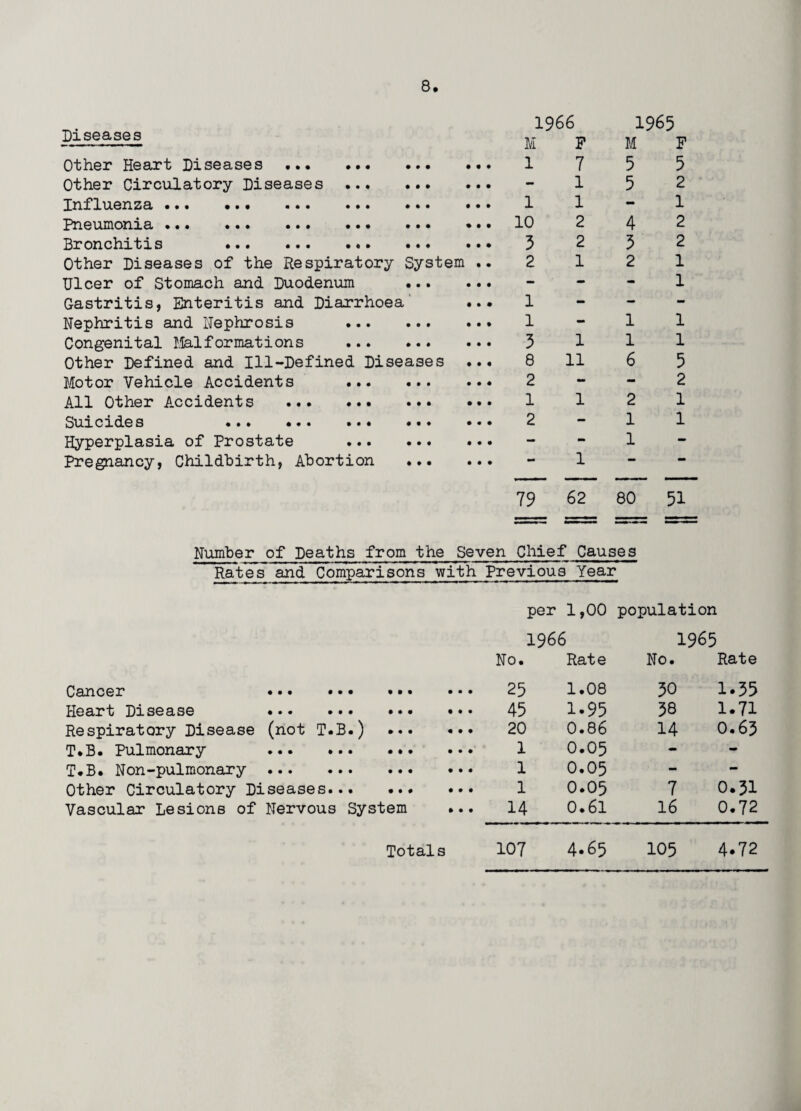 8.
Diseases 1966 1965
M F M F
Other Heart Diseases ... ... ... ... 1 7 5 5
Other Circulatory Diseases ... ... ... - 1 5 2
Influenza ... ... ... ... ... ... 1 1 - 1
Pneumonia ... ... ... ... ... ... 10 2 4 2
Bronchitis ... ... ... ... ... 3 2 3 2
Other Diseases of the Respiratory System .. 2 1 2 1
Ulcer of Stomach and Duodenum ... ... - - - 1
Gastritis, Enteritis and Diarrhoea ... 1 - - -
Nephritis and Nephrosis ... ... ... 1 - 1 1
Congenital Malformations ... ... ... 3 1 1 1
Other Defined and Ill-Defined Diseases ... 8 11 6 5
Motor Vehicle Accidents ... ... ... 2 - - 2
All Other Accidents ... ... ... ... 1 1 2 1
Suicides ... ... ... ... ... 2 - 1 1
Hyperplasia of Prostate ... ... ... - - 1 -
Pregnancy, Childbirth, Abortion ... ... - 1 - -
79 62 80 51
Number of Deaths from the Seven Chief Causes
Rates and Comparisons with Previous Year
per 1,00 population
1966 1965
No. Rate No. Rate
Cancer ... ... ... ... 25 1.08 30 1.35
Heart Disease ... ... ... ... 45 1.95 38 1.71
Respiratory Disease (not T.B.) ... ... 20 0.86 14 0.63
T.B. Pulmonary ... ... ... ... 1 0.05 - -
T.B. Non-pulmonary ... ... ... ... 1 0.05 - -
Other Circulatory Diseases... ... ... 1 0.05 7 0.31
Vascular Lesions of Nervous System ... 14 0.61 16 0.72
Totals 107 4.65 105 4.72